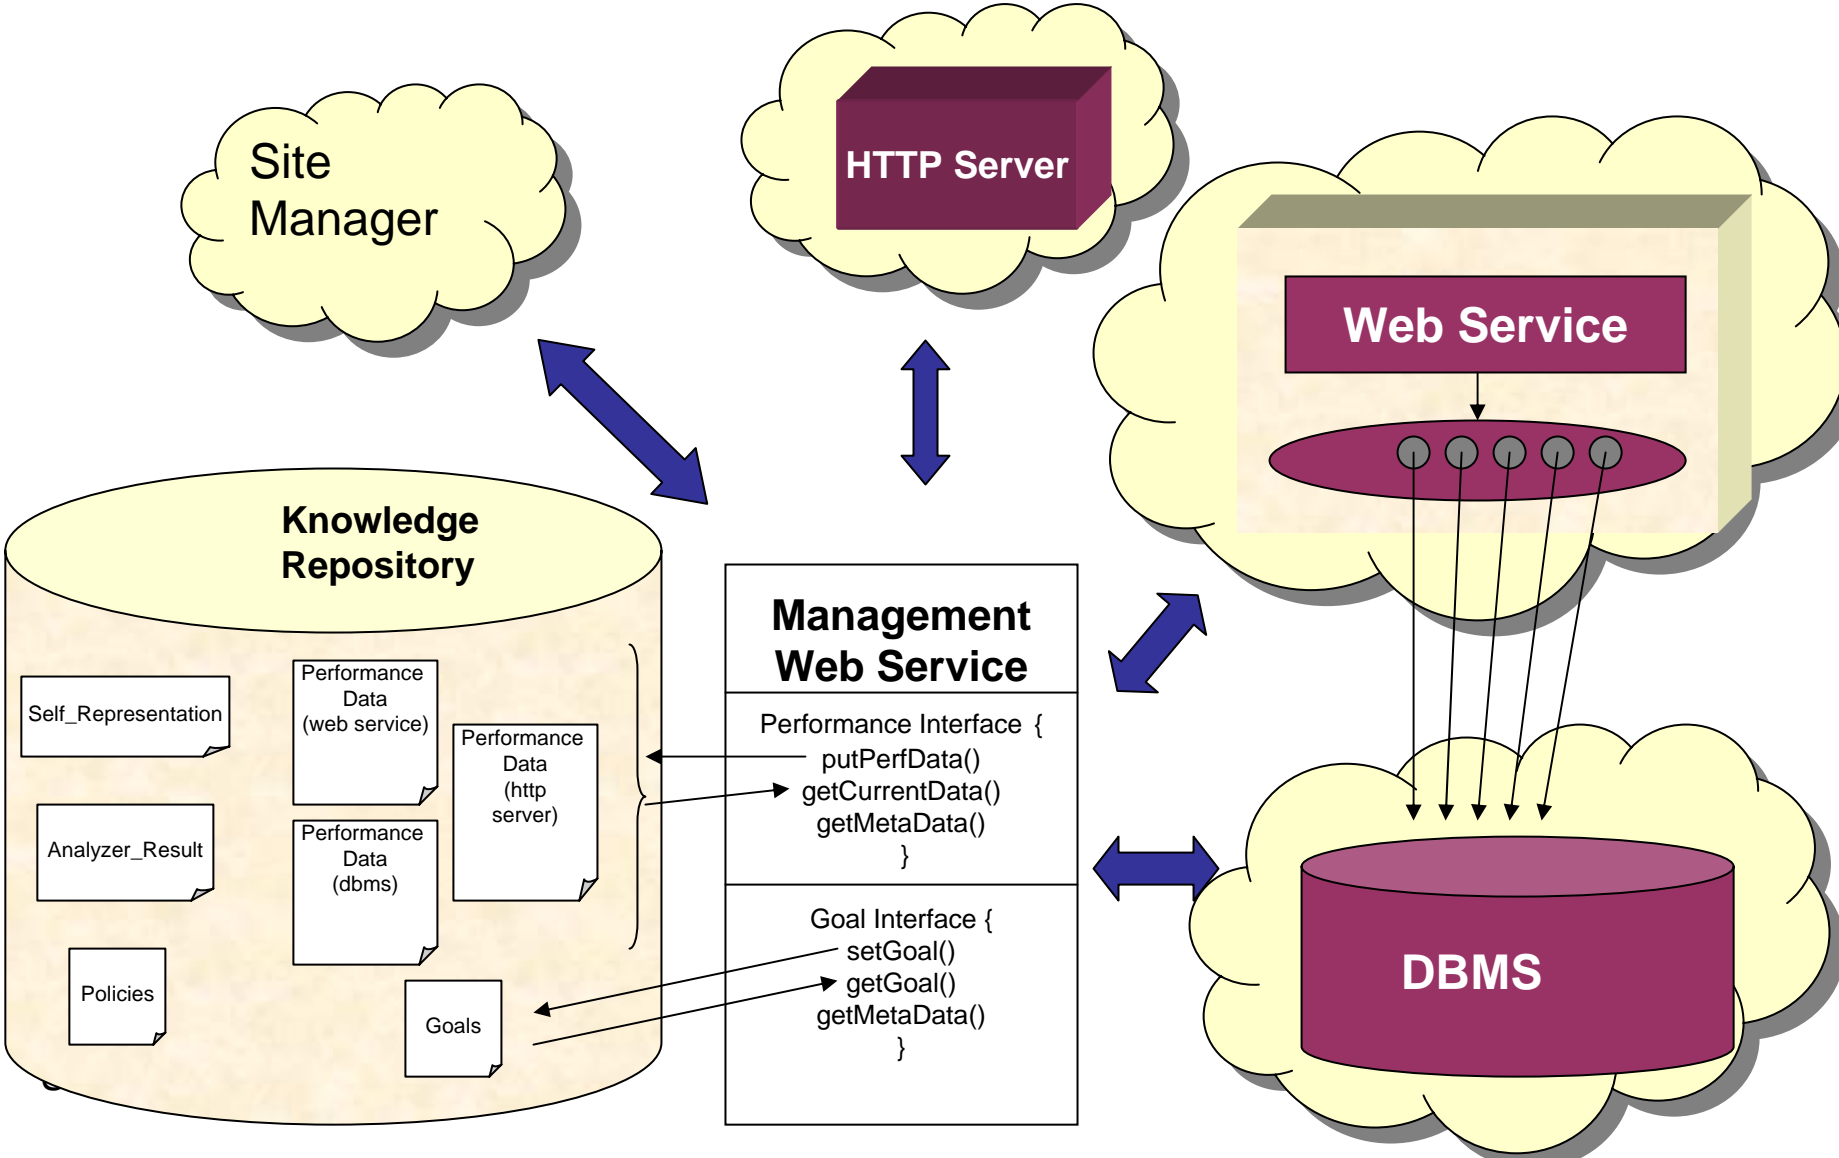 Site
Manager
HTTP Server
Web Service
Knowledge
Repository
Self_Representation
Performance
Data
(web service)
Performance
Data
(http
server)
Analyzer_Result
Performance
Data
(dbms)
Policies
Goals
Management
Web Service
Performance Interface {
putPerfData()
getCurrentData()
getMetaData()
}
Goal Interface {
setGoal()
getGoal()
getMetaData()
}
DBMS